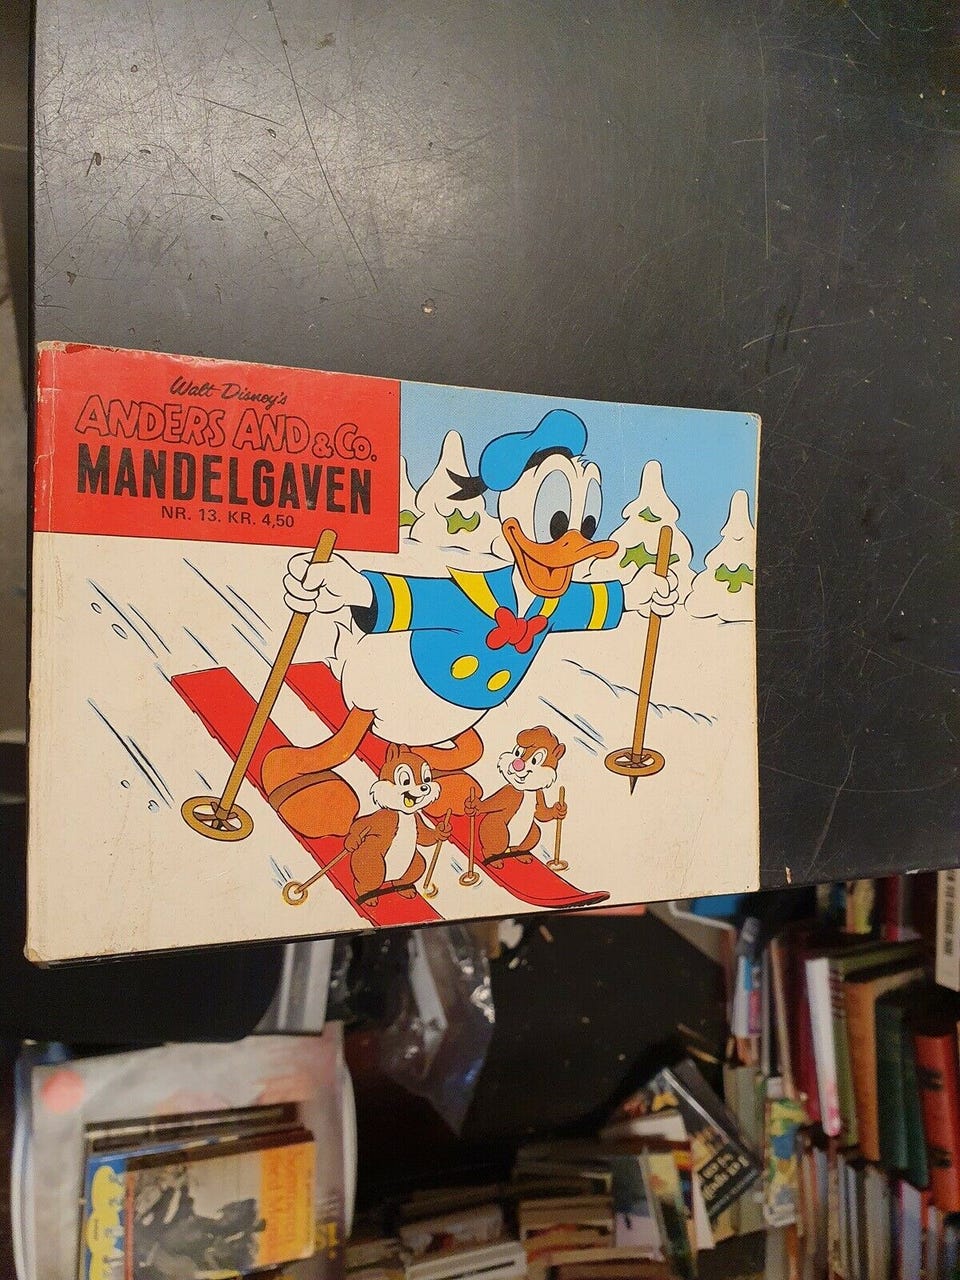 Walt Disney's
ANDERS AND & CO.
MANDELGAVEN
NR. 13. KR. 4,50